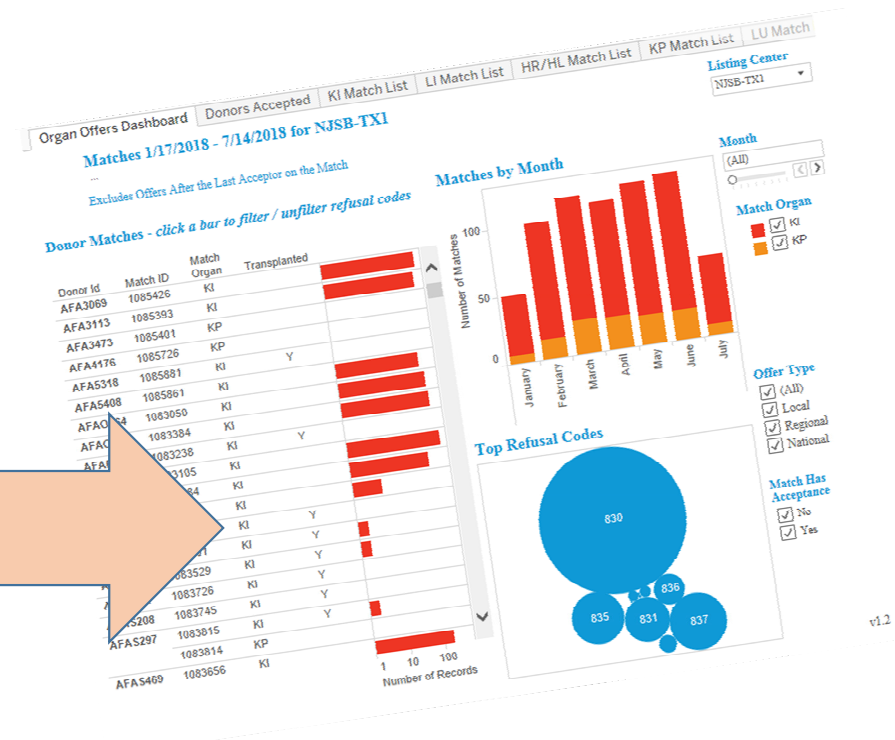 Organ Offers Dashboard
Donors Accepted
KI Match List
LI Match List
HR/HL Match List
KP Match List
LU Match
Listing Center
NJSB-TX1
Matches 1/17/2018 - 7/14/2018 for NJSB-TX1
...
Excludes Offers After the Last Acceptor on the Match
Donor Matches - click a bar to filter / unfilter refusal codes
Donor Id Match ID Match Organ Transplanted
AFA3069 1085426 KI
AFA3113 1085393 KI
AFA3473 1085401 KP
AFA4176 1085726 KP
AFA5318 1085881 KI Y
AFA5408 1085861 KI
1083050 KI
1083384 KI
1083238 KI Y
KI
KI
KI
KI Y
KI Y
1083529 KI Y
1083726 KI Y
1083745 KI Y
AFAS297 1083815 KI Y
1083814 KP
AFAS469 1083656 KI
1 10 100
Number of Records
Matches by Month
Number of Matches
100
50
0
January
February
March
April
May
June
July
Month
(All)
Match Organ
KI
KP
Top Refusal Codes
830
836
835
831
837
Offer Type
(All)
Local
Regional
National
Match Has
Acceptance
No
Yes
v1.2